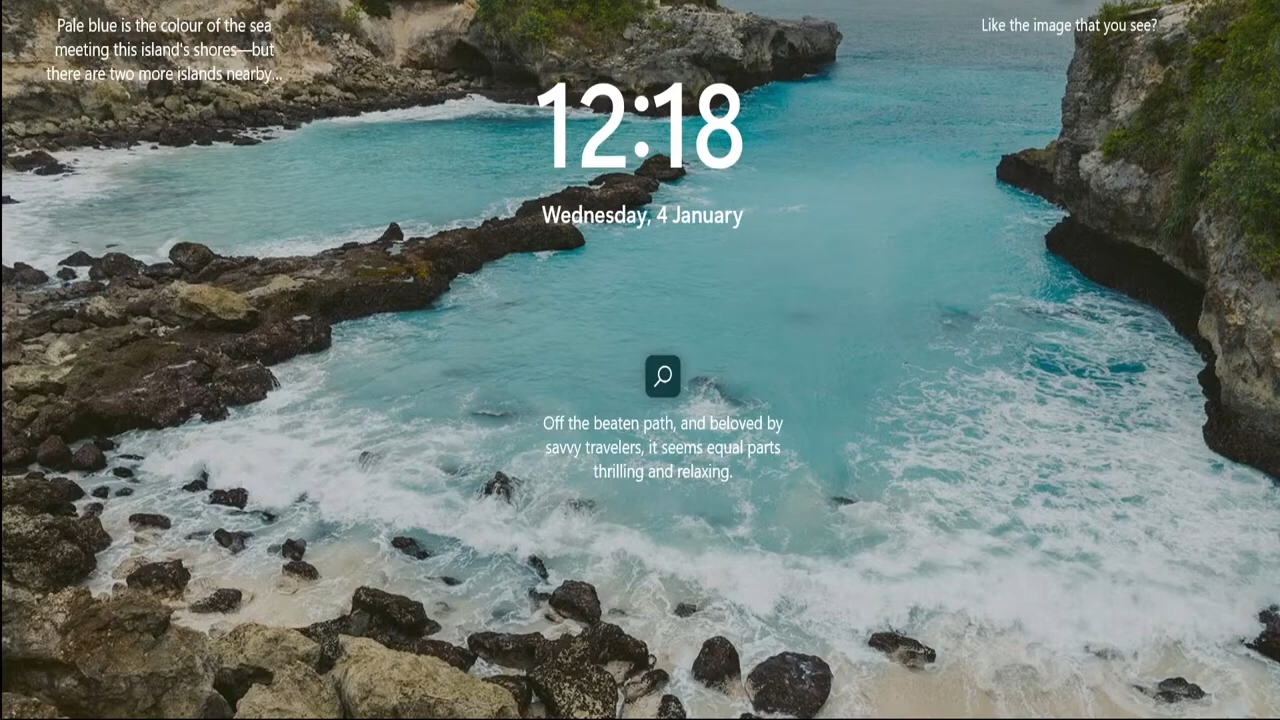 Pale blue is the colour of the sea
meeting this island's shores—but
there are two more islands nearby...
Like the image that you see?
12:18
Wednesday, 4 January
Off the beaten path, and beloved by
savvy travelers, it seems equal parts
thrilling and relaxing.